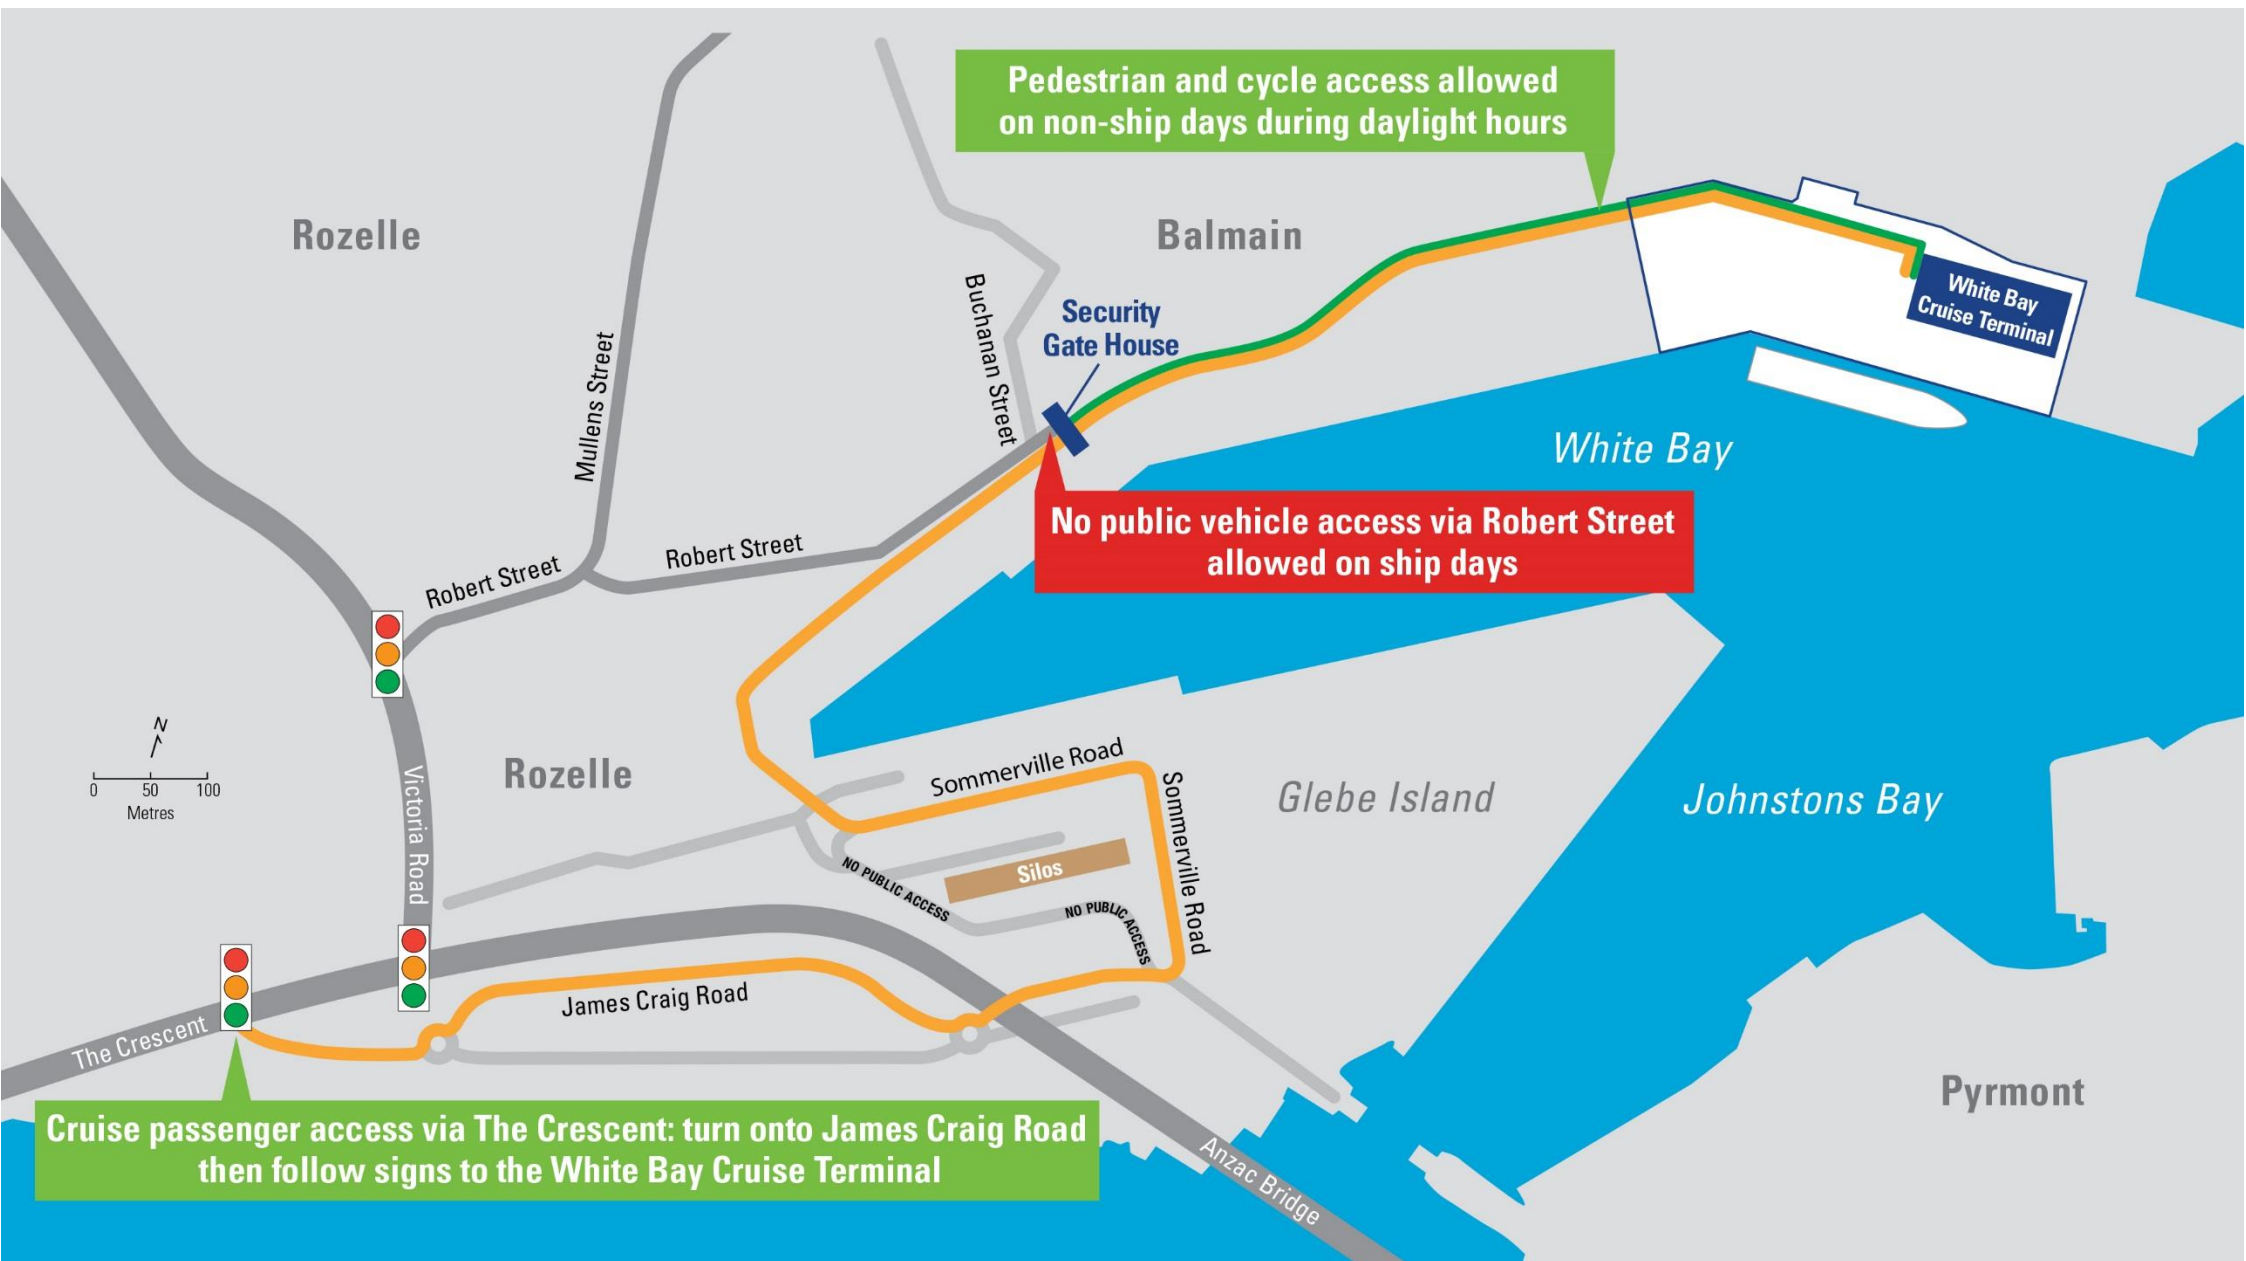 Pedestrian and cycle access allowed
on non-ship days during daylight hours
Rozelle
Balmain
Buchanan Street
Security
Gate House
White Bay
Cruise Terminal
Mullens Street
White Bay
No public vehicle access via Robert Street
allowed on ship days
Robert Street
Robert Street
N
0 50 100
Metres
Victoria Road
Rozelle
Sommerville Road
Sommerville Road
Glebe Island
Johnstons Bay
Silos
NO PUBLIC ACCESS
NO PUBLIC ACCESS
James Craig Road
The Crescent
Pyrmont
Cruise passenger access via The Crescent: turn onto James Craig Road
then follow signs to the White Bay Cruise Terminal
Anzac Bridge